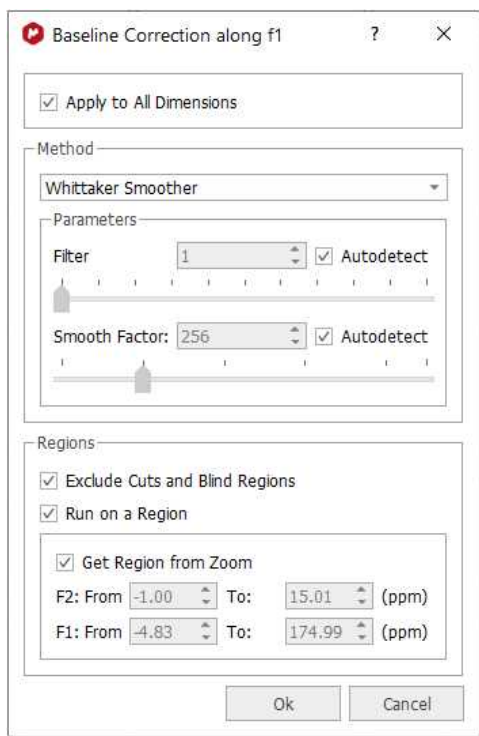 Baseline Correction along f1 ?
Apply to All Dimensions
Method
Whittaker Smoother
Parameters
Filter 1 Autodetect
Smooth Factor: 256 Autodetect
Regions
Exclude Cuts and Blind Regions
Run on a Region
Get Region from Zoom
F2: From -1.00 To: 15.01 (ppm)
F1: From -4.83 To: 174.99 (ppm)
Ok Cancel